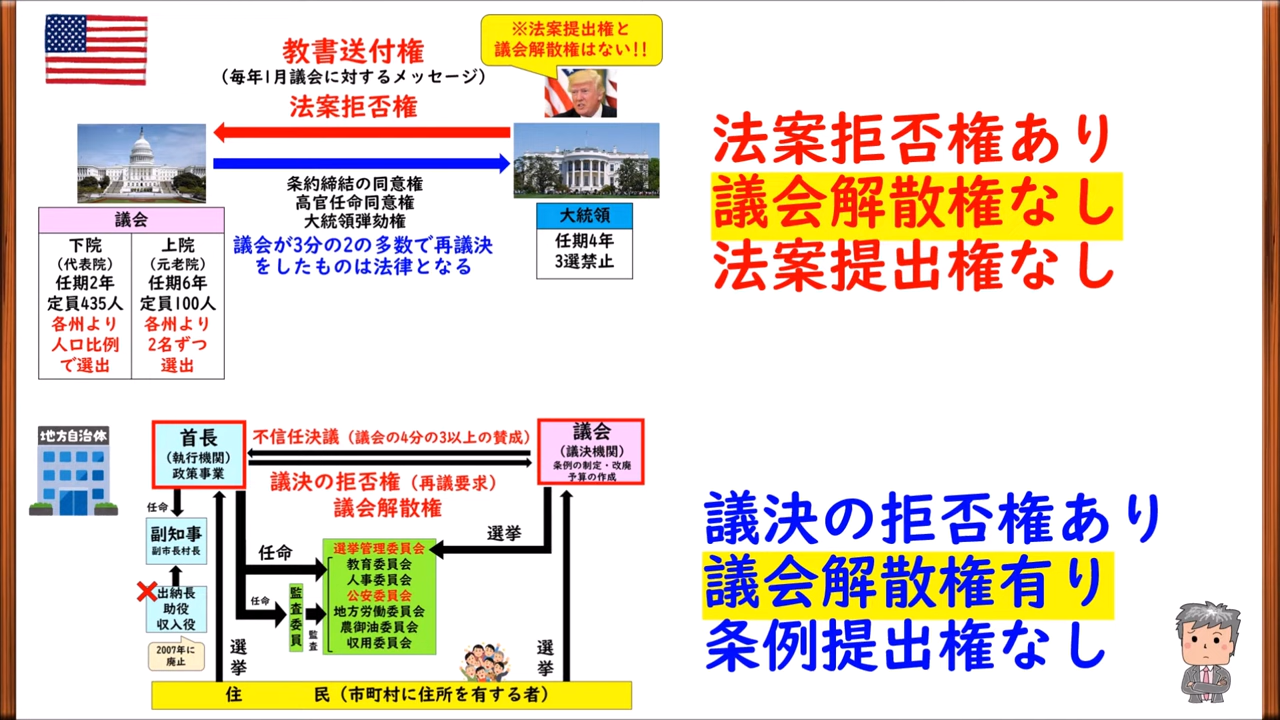 ※法案提出権と
議会解散権はない!!
教書送付権
(毎年1月議会に対するメッセージ)
法案拒否権
条約締結の同意権
高官任命同意権
大統領弾劾権
議会が3分の2の多数で再議決
をしたものは法律となる
議会
下院
(代表院)
任期2年
定員435人
各州より
人口比例
で選出
上院
(元老院)
任期6年
定員100人
各州より
2名ずつ
選出
大統領
任期4年
3選禁止
法案拒否権あり
議会解散権なし
法案提出権なし
地方自治体
首長
(執行機関)
政策事業
不信任決議(議会の4分の3以上の賛成)
議決の拒否権(再議要求)
議会解散権
議会
(議決機関)
条例の制定・改廃
予算の作成
任命
副知事
副市長村長
出納長
助役
収入役
2007年に
廃止
任命
選挙
任命
監査委員
監査
選挙管理委員会
教育委員会
人事委員会
公安委員会
地方労働委員会
農御油委員会
収用委員会
選挙
選挙
住 民(市町村に住所を有する者)
議決の拒否権あり
議会解散権有り
条例提出権なし